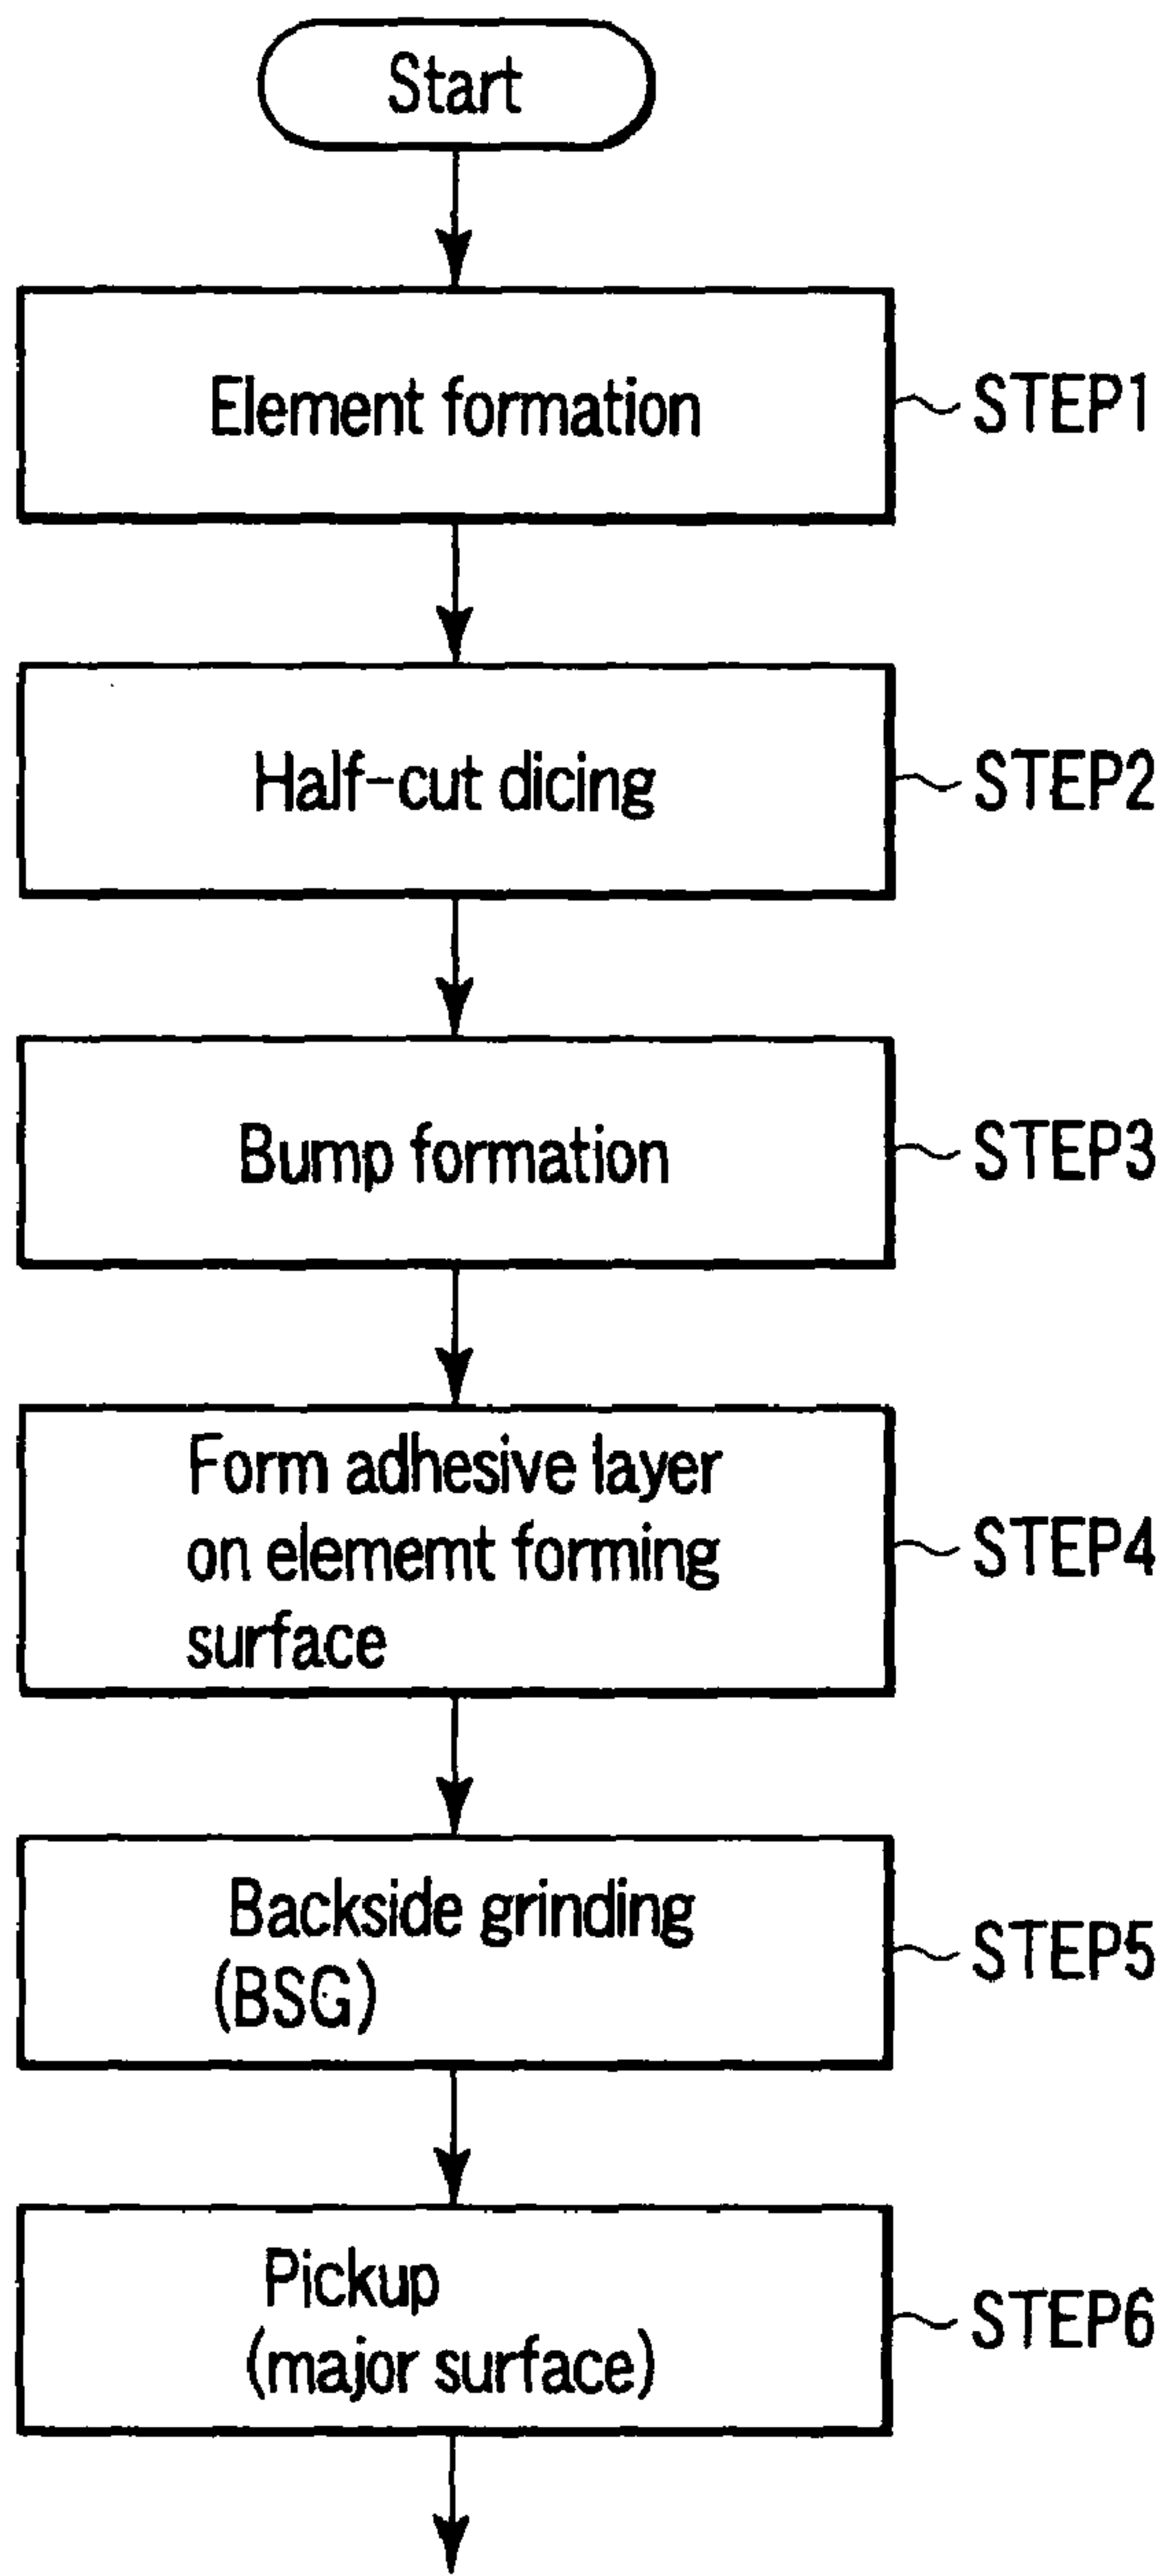 Start
Element formation
STEP1
Half-cut dicing
STEP2
Bump formation
STEP3
Form adhesive layer
on elememt forming
surface
STEP4
Backside grinding
(BSG)
STEP5
Pickup
(major surface)
STEP6